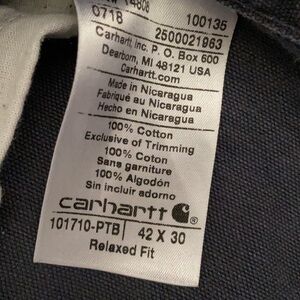 14806 100135
0718 2500021963
Carhartt, Inc. P. O. Box 600
Dearborn, MI 48121 USA
Carhartt.com
Made in Nicaragua
Fabriqué au Nicaragua
Hecho en Nicaragua
100% Cotton
Exclusive of Trimming
100% Coton
Sans garniture
100% Algodón
Sin incluir adorno
carhartt ®
101710-PTB 42 X 30
Relaxed Fit